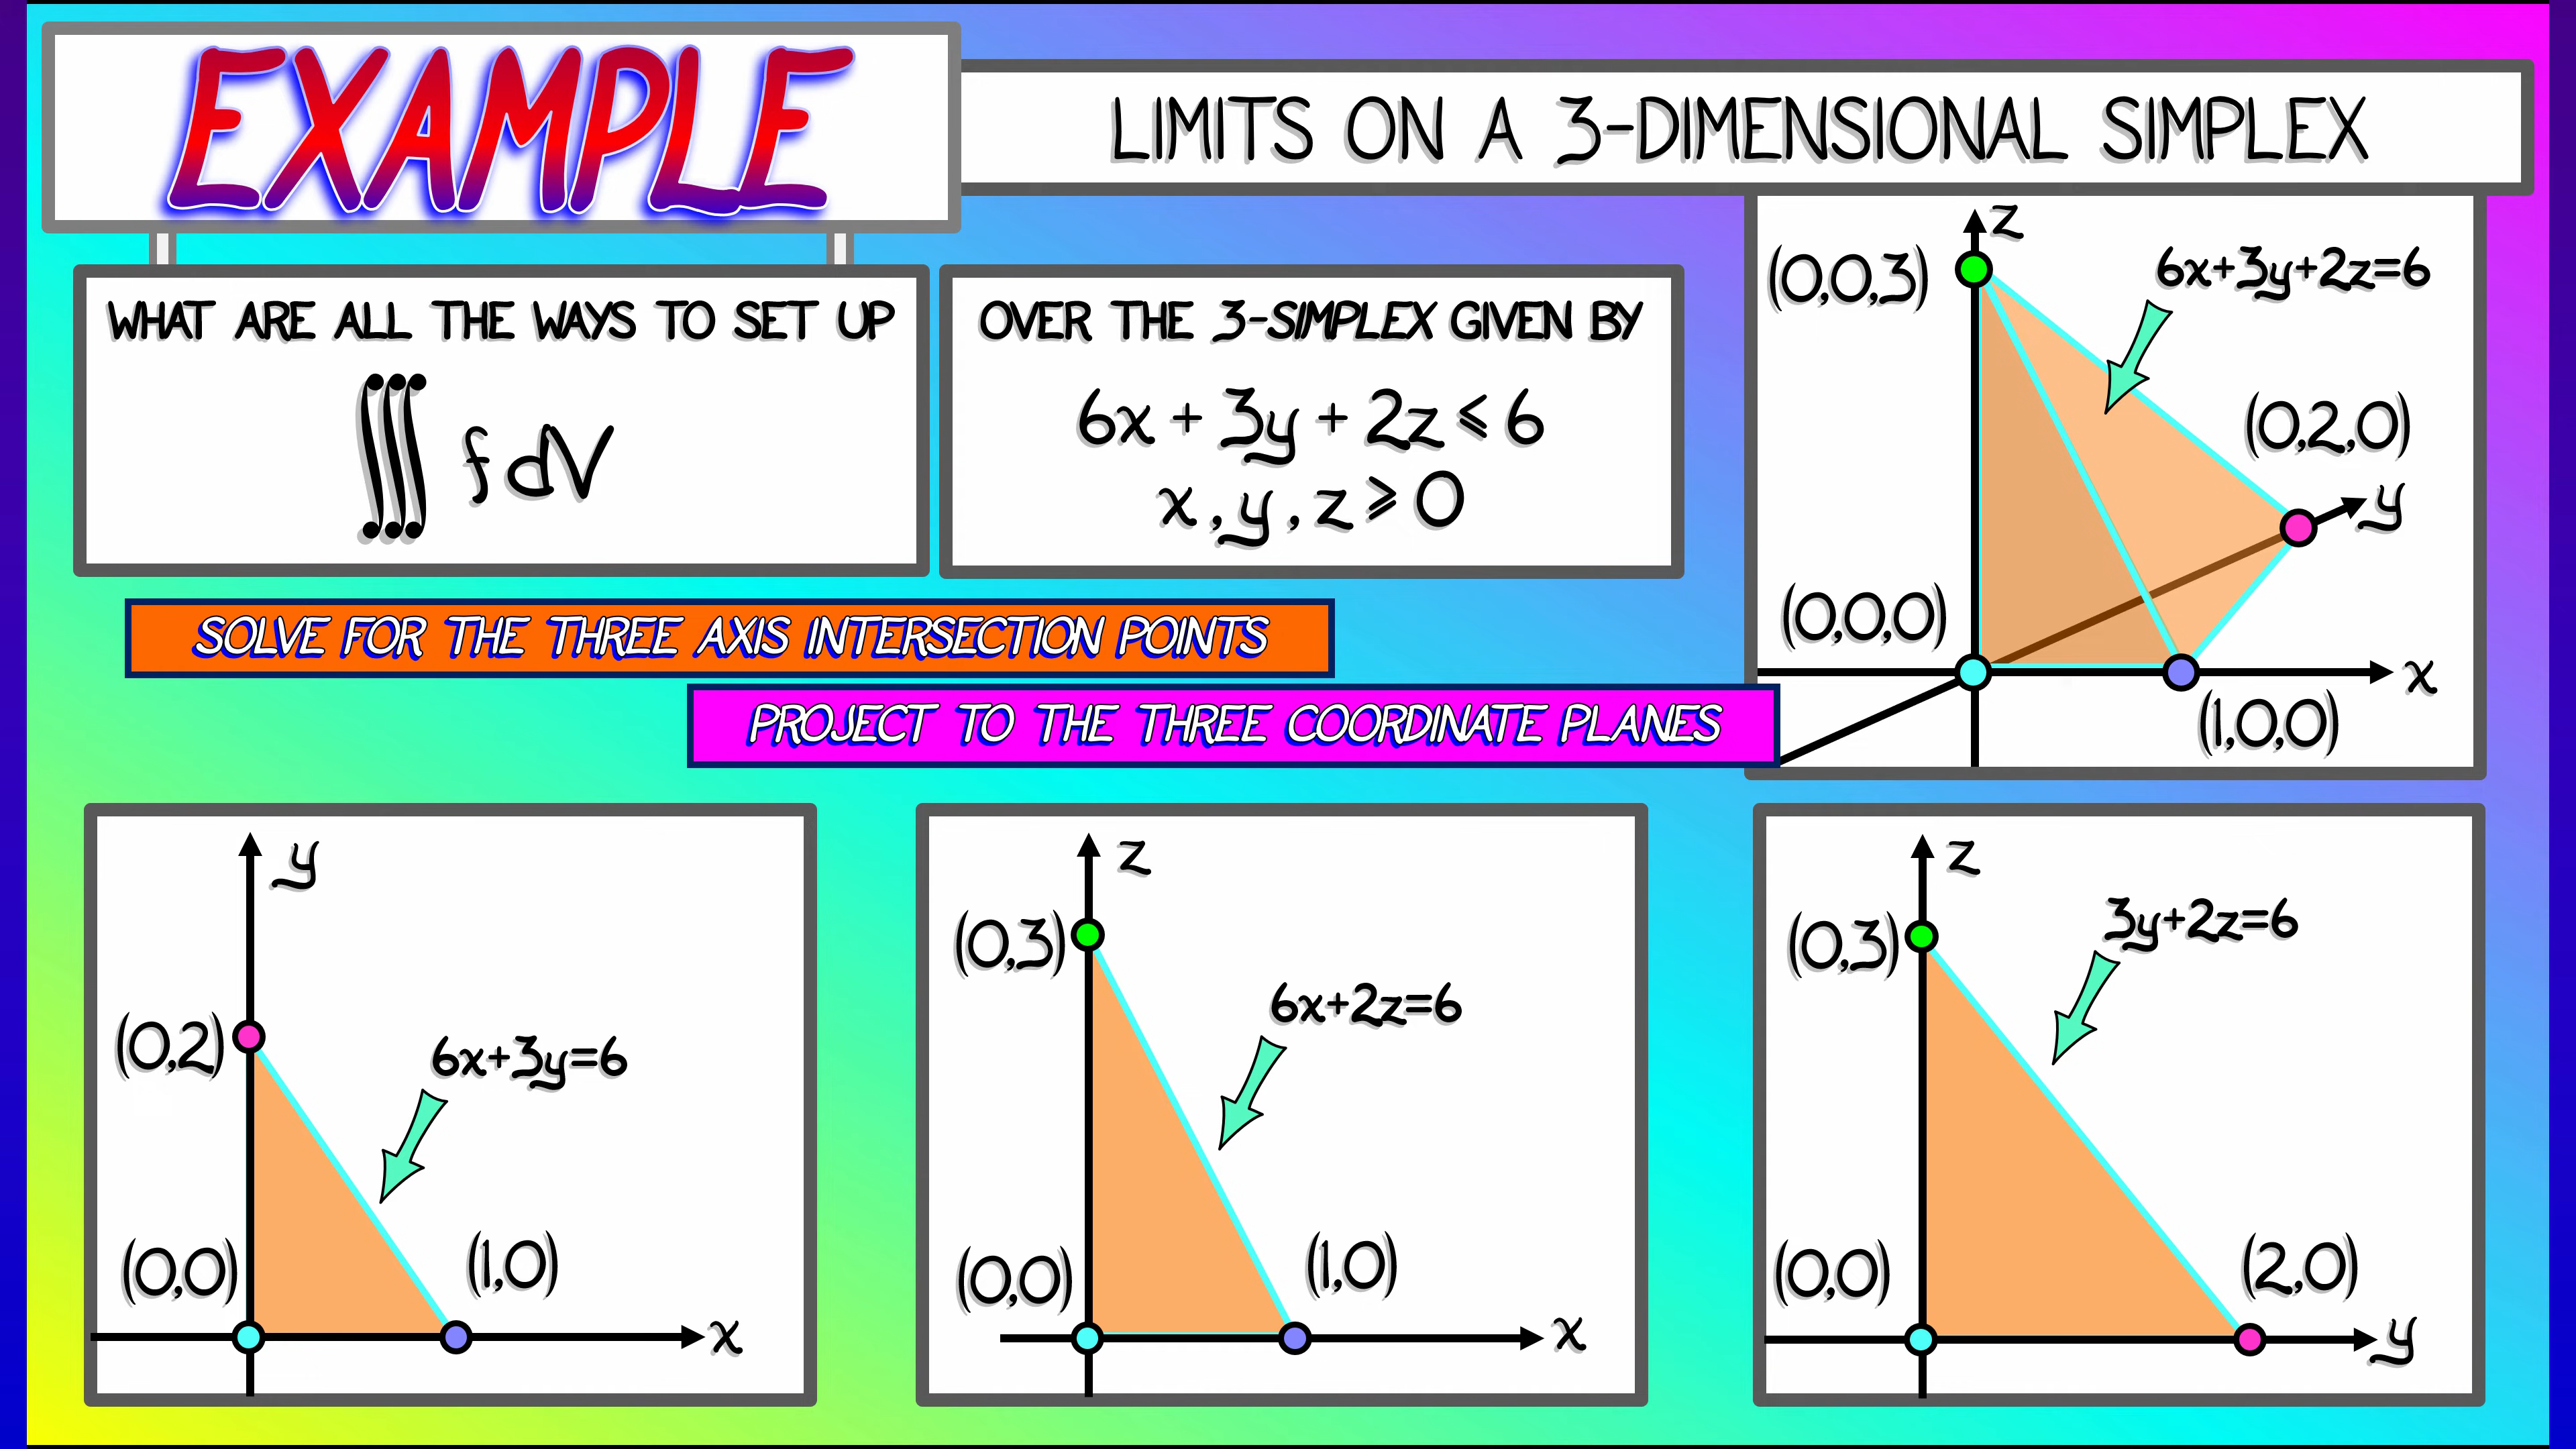 EXAMPLE
LIMITS ON A 3-DIMENSIONAL SIMPLEX
WHAT ARE ALL THE WAYS TO SET UP
∭ f dV
OVER THE 3-SIMPLEX GIVEN BY
6x + 3y + 2z ⩽ 6
x, y, z ⩾ 0
SOLVE FOR THE THREE AXIS INTERSECTION POINTS
PROJECT TO THE THREE COORDINATE PLANES
z
(0,0,3)
6x+3y+2z=6
(0,2,0)
y
(0,0,0)
x
(1,0,0)
y
(0,2)
6x+3y=6
(0,0)
(1,0)
x
z
(0,3)
6x+2z=6
(0,0)
(1,0)
x
z
(0,3)
3y+2z=6
(0,0)
(2,0)
y